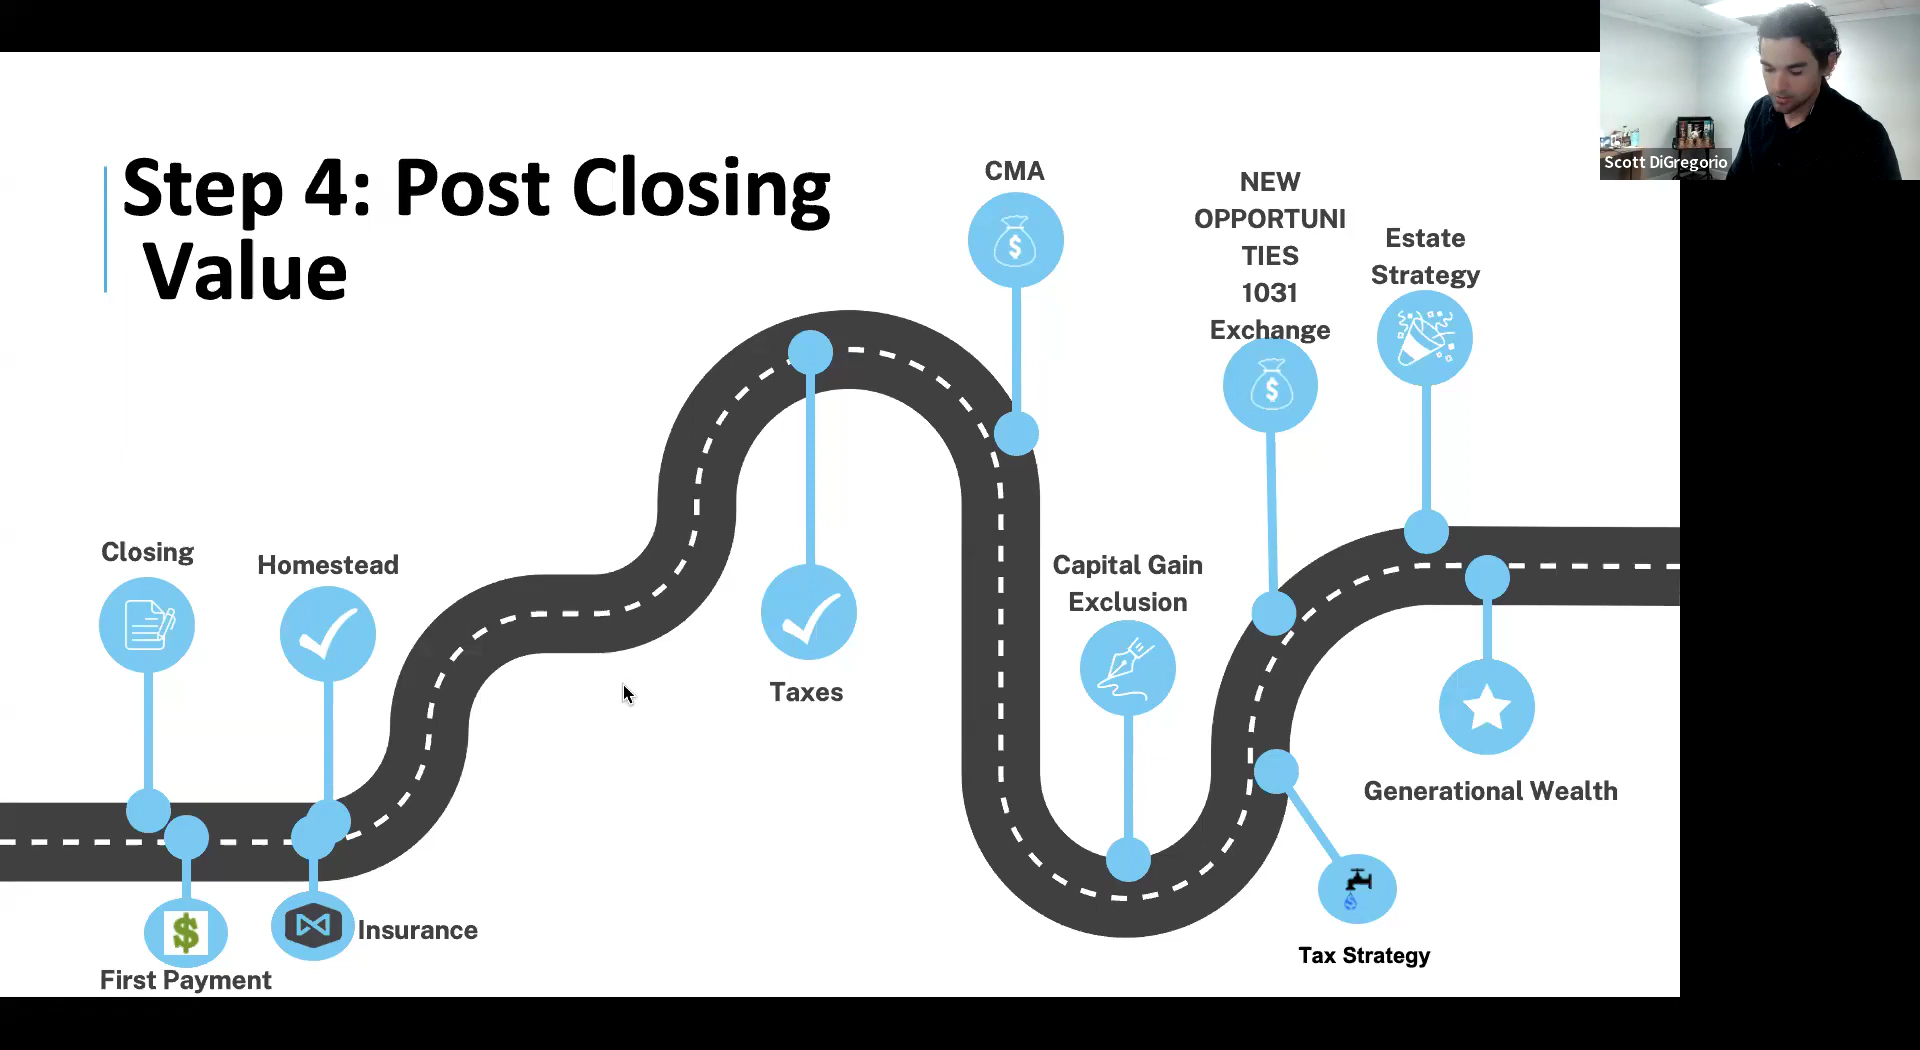 Step 4: Post Closing
Value
Closing
Homestead
First Payment
Insurance
Taxes
CMA
$
Capital Gain
Exclusion
NEW
OPPORTUNI
TIES
1031
Exchange
$
Tax Strategy
Estate
Strategy
Generational Wealth
$
Scott DiGregorio